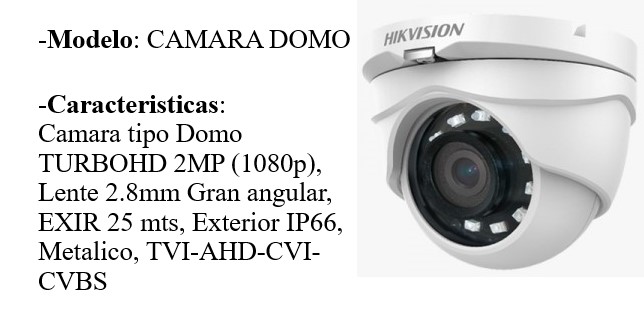 -Modelo: CAMARA DOMO
HIKVISION
-Caracteristicas:
Camara tipo Domo
TURBOHD 2MP (1080p),
Lente 2.8mm Gran angular,
EXIR 25 mts, Exterior IP66,
Metalico, TVI-AHD-CVI-
CVBS